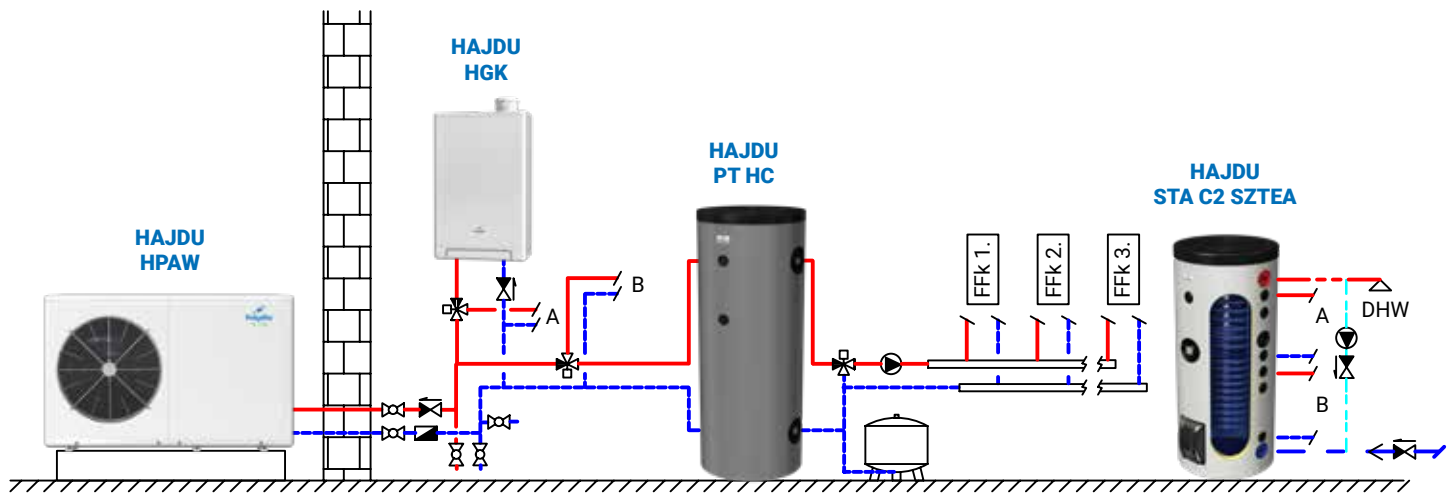 HAJDU
HPAW
HAJDU
HGK
A
B
HAJDU
PT HC
FFk 1.
FFk 2.
FFk 3.
HAJDU
STA C2 SZTEA
A
B
DHW